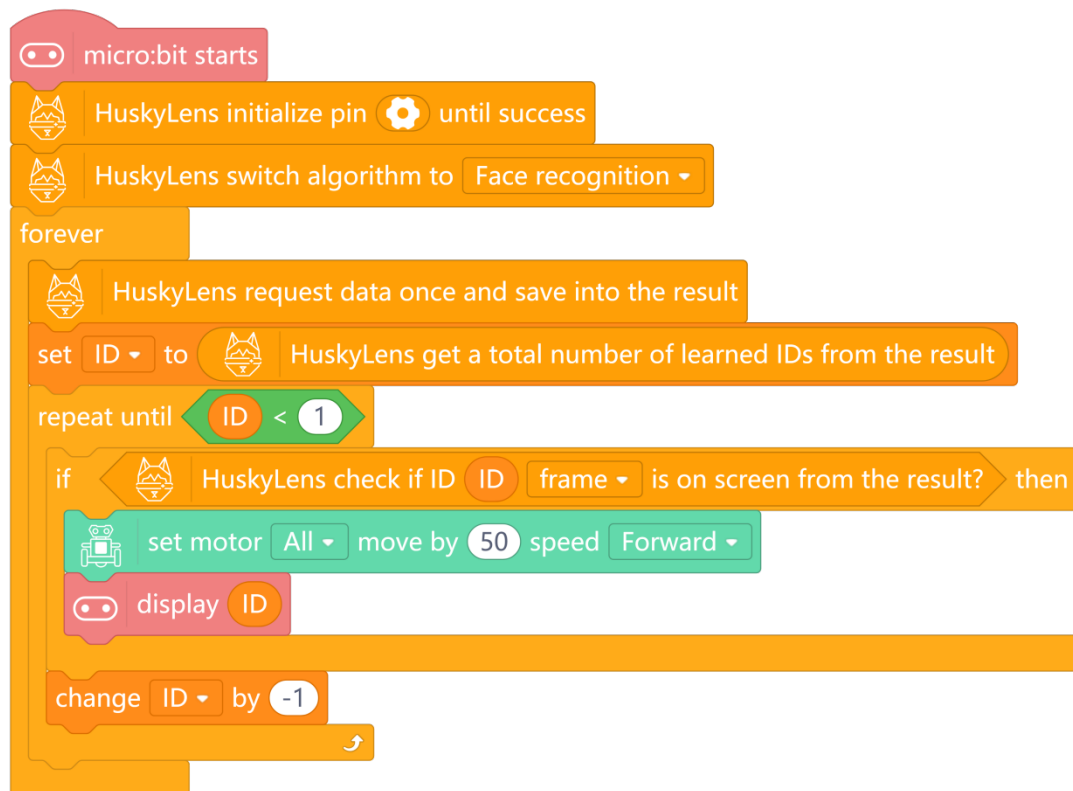 micro:bit starts
HuskyLens initialize pin until success
HuskyLens switch algorithm to Face recognition
forever
HuskyLens request data once and save into the result
set ID to HuskyLens get a total number of learned IDs from the result
repeat until ID < 1
if HuskyLens check if ID ID frame is on screen from the result? then
set motor All move by 50 speed Forward
display ID
change ID by -1